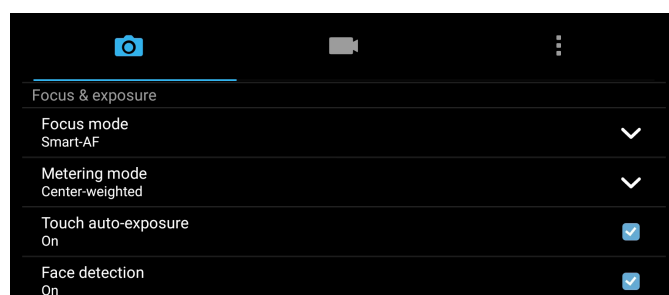 Focus & exposure
Focus mode
Smart-AF
Metering mode
Center-weighted
Touch auto-exposure
On
Face detection
On